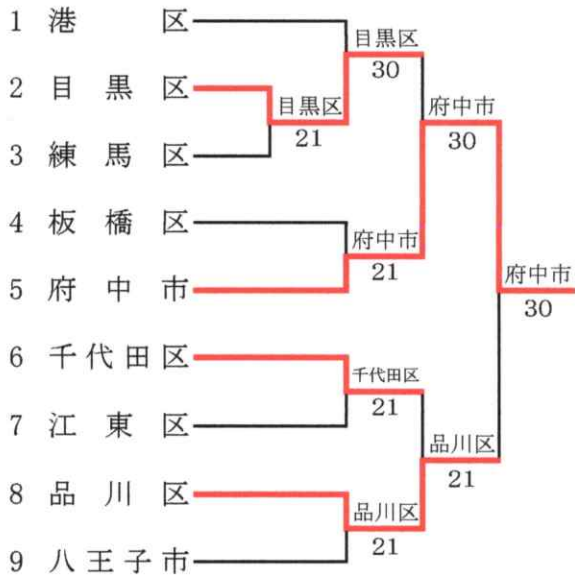 1 港 区
2 目 黒 区
3 練 馬 区
4 板 橋 区
5 府 中 市
6 千代田区
7 江 東 区
8 品 川 区
9 八王子市
目黒区
21
目黒区
30
府中市
21
府中市
30
千代田区
21
品川区
21
品川区
21
府中市
30